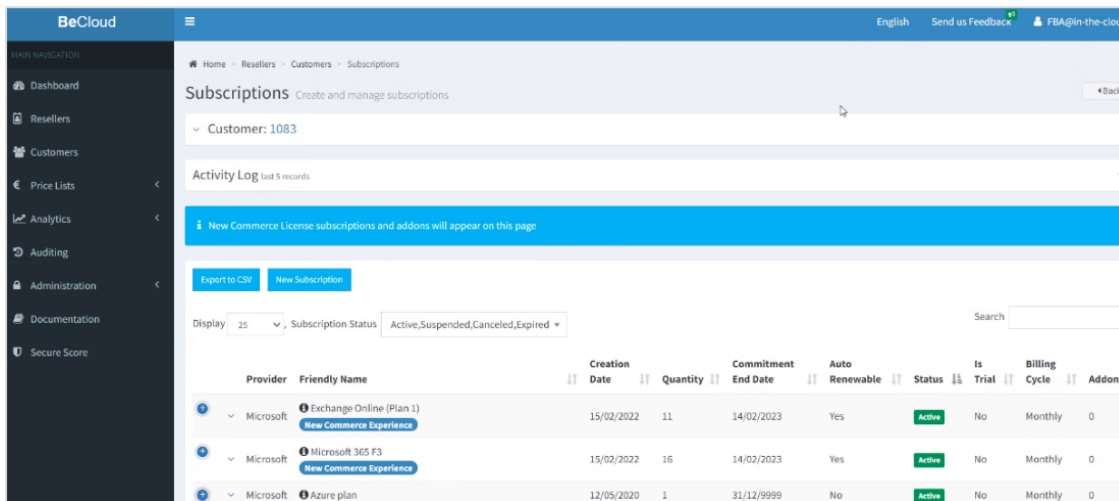 BeCloud
English Send us Feedback FBA@in-the-clou
MAIN NAVIGATION
Dashboard
Resellers
Customers
Price Lists
Analytics
Auditing
Administration
Documentation
Secure Score
Home > Resellers > Customers > Subscriptions
Subscriptions Create and manage subscriptions
Back
Customer: 1083
Activity Log last 5 records
New Commerce License subscriptions and addons will appear on this page
Export to CSV New Subscription
Display 25 , Subscription Status Active,Suspended,Canceled,Expired
Search
Provider Friendly Name Creation Date Quantity Commitment End Date Auto Renewable Status Is Trial Billing Cycle Addon
Microsoft Exchange Online (Plan 1) 15/02/2022 11 14/02/2023 Yes Active No Monthly 0
New Commerce Experience
Microsoft Microsoft 365 F3 15/02/2022 16 14/02/2023 Yes Active No Monthly 0
New Commerce Experience
Microsoft Azure plan 12/05/2020 1 31/12/9999 No Active No Monthly 0